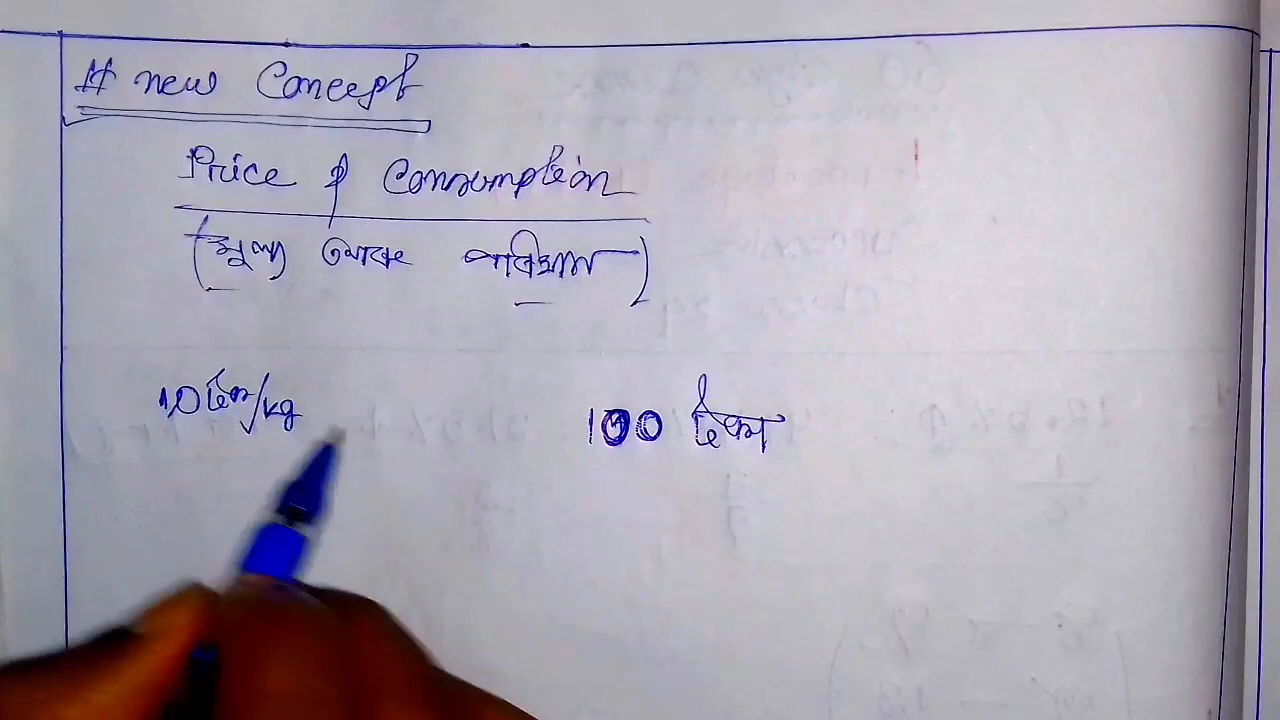 # new Concept
Price & Consumption
(মূল্য আৰু পৰিমাণ)
10 টকা/kg
100 টকা